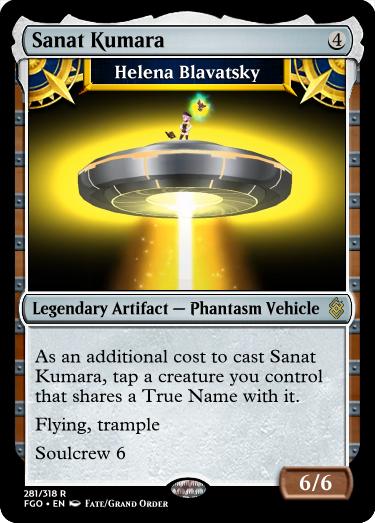 Sanat Kumara 4
Helena Blavatsky
Legendary Artifact — Phantasm Vehicle
As an additional cost to cast Sanat
Kumara, tap a creature you control
that shares a True Name with it.
Flying, trample
Soulcrew 6
6/6
281/318 R
FGO • EN Fate/Grand Order